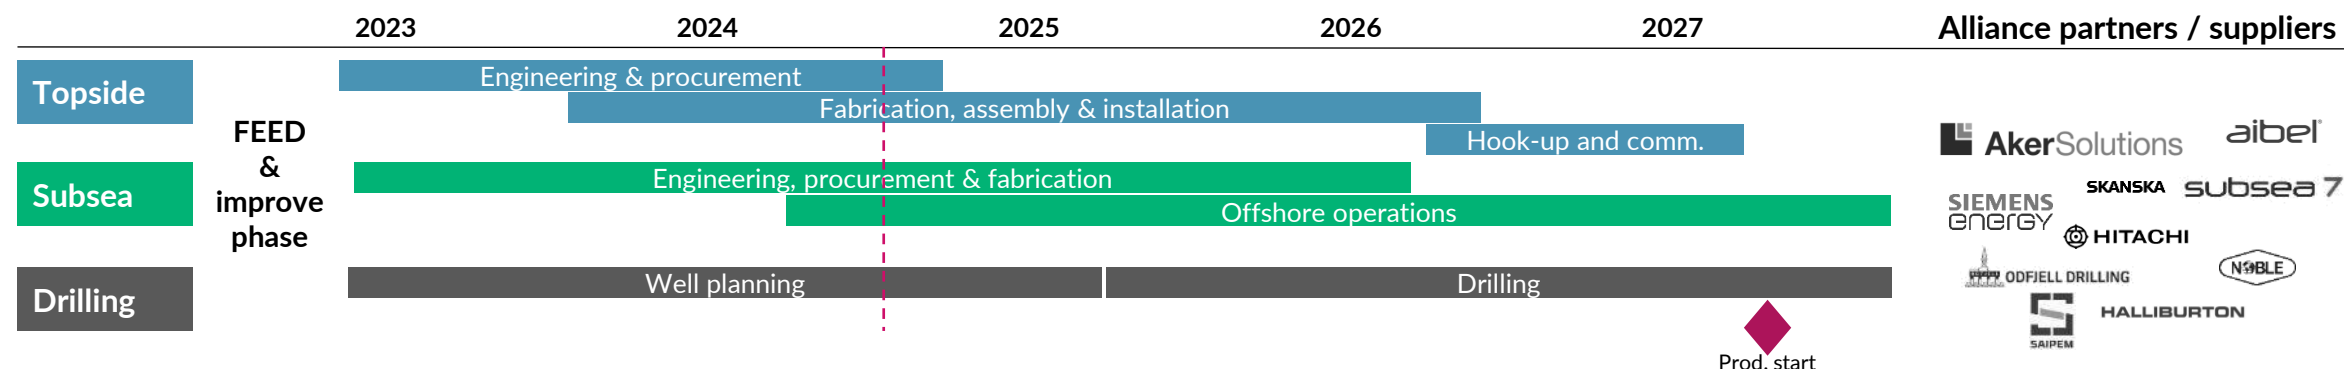 2023 2024 2025 2026 2027 Alliance partners / suppliers
Topside
Engineering & procurement
Fabrication, assembly & installation
Hook-up and comm.
FEED
&
improve
phase
Subsea
Engineering, procurement & fabrication
Offshore operations
Drilling
Well planning
Drilling
Prod. start
AkerSolutions
aibel
SKANSKA
subsea 7
SIEMENS
energy
HITACHI
ODFJELL DRILLING
NOBLE
HALLIBURTON
SAIPEM